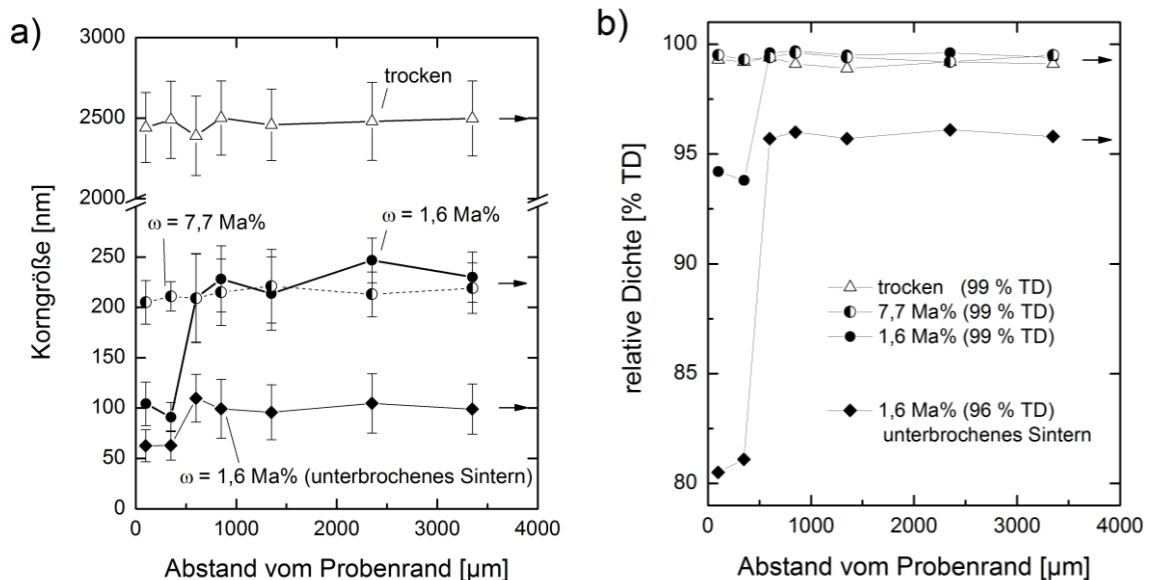 a)
3000
2500
2000
250
200
150
100
50
0
Korngröße [nm]
trocken
ω = 7,7 Ma%
ω = 1,6 Ma%
ω = 1,6 Ma% (unterbrochenes Sintern)
0 1000 2000 3000 4000
Abstand vom Probenrand [µm]
b)
100
95
90
85
80
relative Dichte [% TD]
trocken (99 % TD)
7,7 Ma% (99 % TD)
1,6 Ma% (99 % TD)
1,6 Ma% (96 % TD)
unterbrochenes Sintern
0 1000 2000 3000 4000
Abstand vom Probenrand [µm]